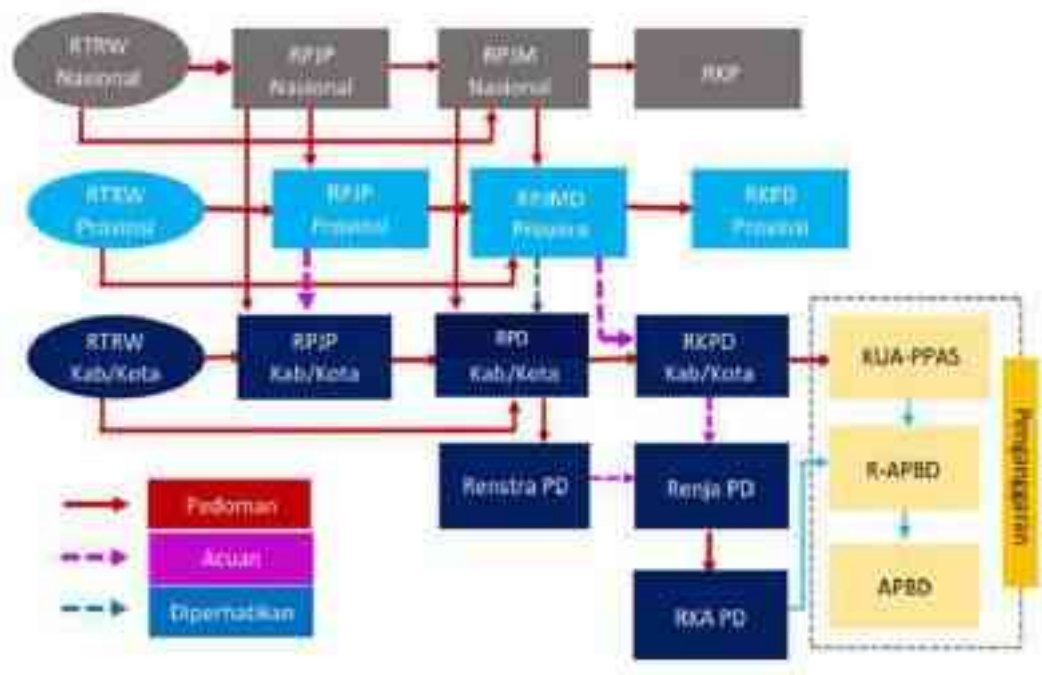 RTRW
Nasional
RPJP
Nasional
RPJM
Nasional
RKP
RTRW
Provinsi
RPJP
Provinsi
RPJMD
Provinsi
RKPD
Provinsi
RTRW
Kab/Kota
RPJP
Kab/Kota
RPD
Kab/Kota
RKPD
Kab/Kota
KUA-PPAS
Renstra PD
Renja PD
R-APBD
Penganggaran
RKA PD
APBD
Pedoman
Acuan
Diperhatikan